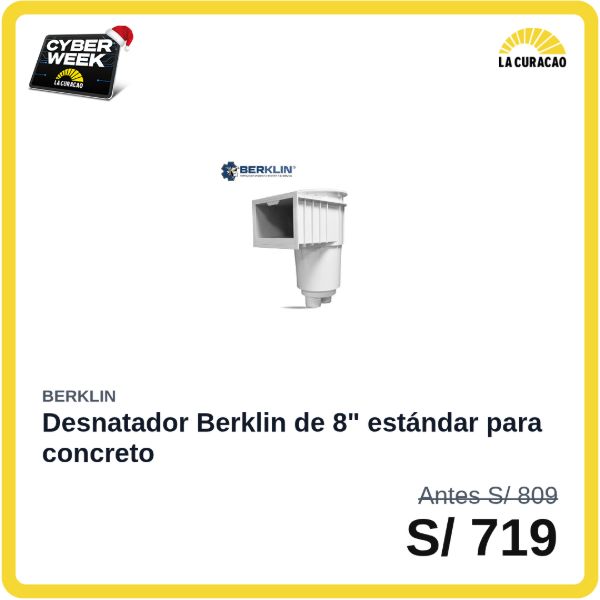 CYBER
WEEK
LA CURACAO
LA CURACAO
BERKLIN®
BERKLIN
Desnatador Berklin de 8" estándar para
concreto
Antes S/ 809
S/ 719